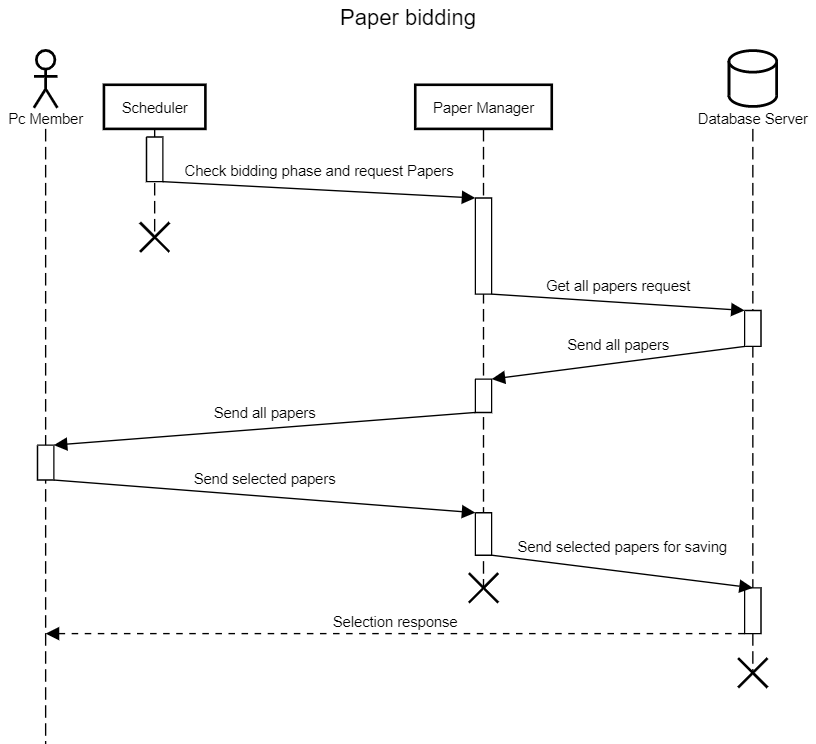 Paper bidding
Pc Member
Scheduler
Paper Manager
Database Server
Check bidding phase and request Papers
Get all papers request
Send all papers
Send all papers
Send selected papers
Send selected papers for saving
Selection response